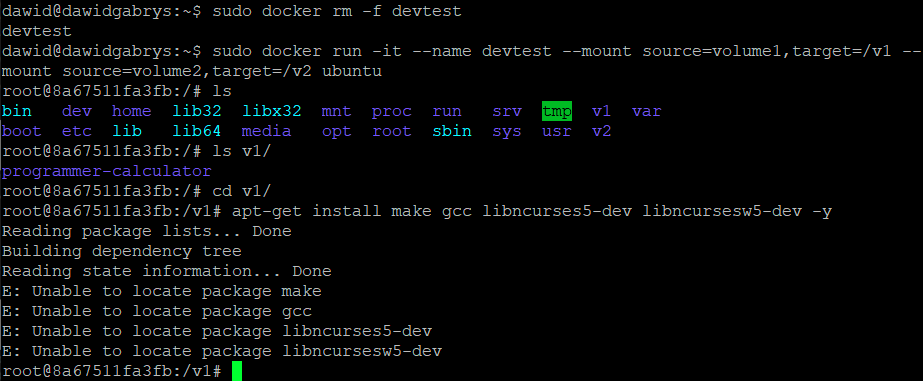 dawid@dawidgabrys:~$ sudo docker rm -f devtest
devtest
dawid@dawidgabrys:~$ sudo docker run -it --name devtest --mount source=volume1,target=/v1 --
mount source=volume2,target=/v2 ubuntu
root@8a67511fa3fb:/# ls
bin   dev  home  lib32  libx32  mnt  proc  run   srv  tmp  v1  var
boot  etc  lib   lib64  media   opt  root  sbin  sys  usr  v2
root@8a67511fa3fb:/# ls v1/
programmer-calculator
root@8a67511fa3fb:/# cd v1/
root@8a67511fa3fb:/v1# apt-get install make gcc libncurses5-dev libncursesw5-dev -y
Reading package lists... Done
Building dependency tree
Reading state information... Done
E: Unable to locate package make
E: Unable to locate package gcc
E: Unable to locate package libncurses5-dev
E: Unable to locate package libncursesw5-dev
root@8a67511fa3fb:/v1#